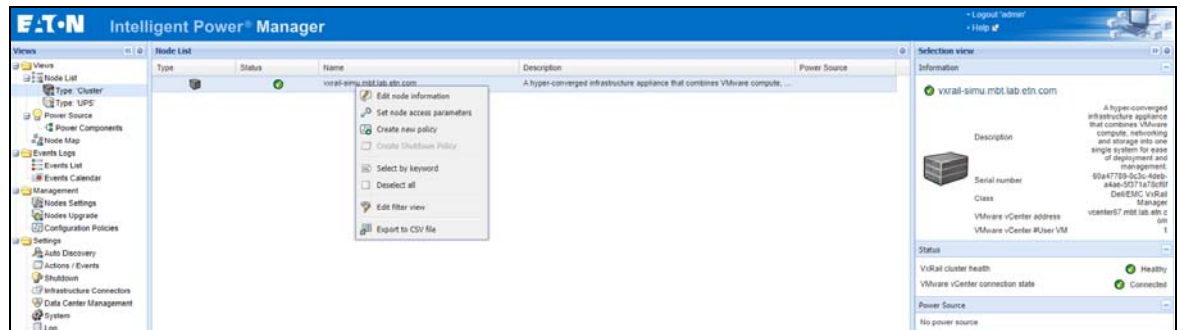 EATON Intelligent Power® Manager
Logout 'admin'
Help
Views
Views
Node List
Type: 'Cluster'
Type: 'UPS'
Power Source
Power Components
Node Map
Events Logs
Events List
Events Calendar
Management
Nodes Settings
Nodes Upgrade
Configuration Policies
Settings
Auto Discovery
Actions / Events
Shutdown
Infrastructure Connectors
Data Center Management
System
Log
Node List
Type Status Name Description Power Source
vxrail-simu.mbt.lab.etn.com A hyper-converged infrastructure appliance that combines VMware compute, ...
Edit node information
Set node access parameters
Create new policy
Create Shutdown Policy
Select by keyword
Deselect all
Edit filter view
Export to CSV file
Selection view
Information
vxrail-simu.mbt.lab.etn.com
Description A hyper-converged
infrastructure appliance
that combines VMware
compute, networking
and storage into one
single system for ease
of deployment and
management.
Serial number
Class Dell/EMC VxRail
Manager
VMware vCenter address vcenter67.mbt.lab.etn.c
om
VMware vCenter #User VM 1
Status
VxRail cluster health Healthy
VMware vCenter connection state Connected
Power Source
No power source